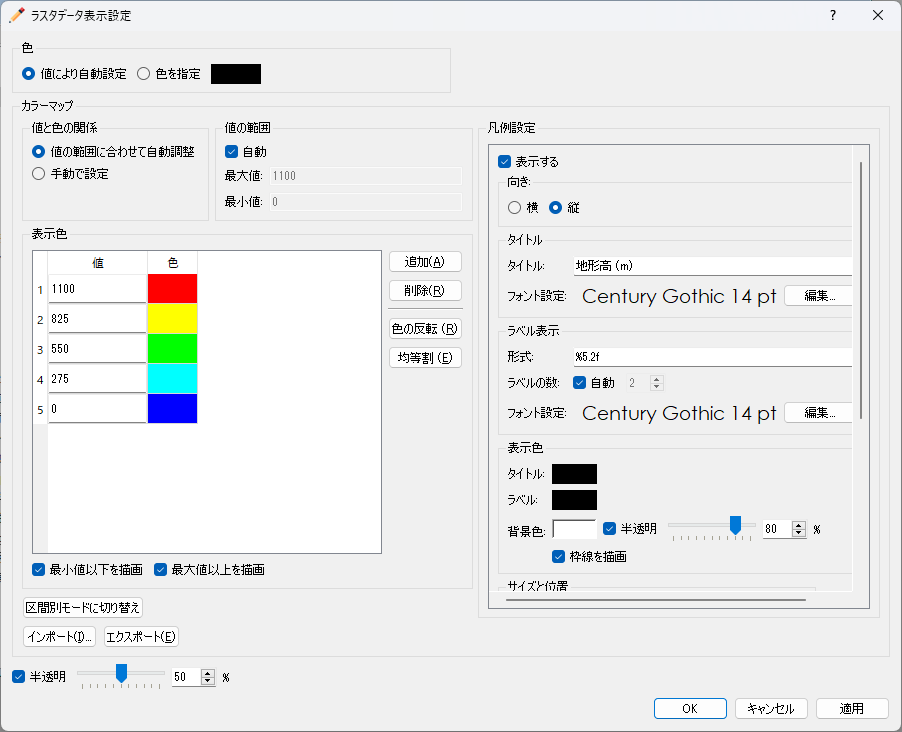 ラスタデータ表示設定
?
色
値により自動設定
色を指定
カラーマップ
値と色の関係
値の範囲に合わせて自動調整
手動で設定
値の範囲
自動
最大値: 1100
最小値: 0
表示色
値 色
1 1100
2 825
3 550
4 275
5 0
追加(A)
削除(R)
色の反転 (R)
均等割 (E)
最小値以下を描画
最大値以上を描画
区間別モードに切り替え
インポート(I)...
エクスポート(E)
半透明
50 %
凡例設定
表示する
向き:
横
縦
タイトル
タイトル: 地形高 (m)
フォント設定: Century Gothic 14 pt 編集...
ラベル表示
形式: %5.2f
ラベルの数: 自動 2
フォント設定: Century Gothic 14 pt 編集...
表示色
タイトル:
ラベル:
背景色: 半透明 80 %
枠線を描画
サイズと位置
OK
キャンセル
適用